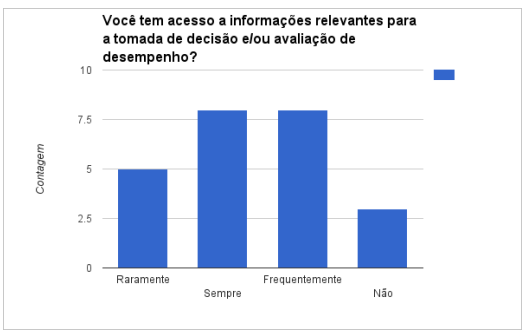 Você tem acesso a informações relevantes para
a tomada de decisão e/ou avaliação de
desempenho?
10
7.5
5
2.5
0
Contagem
Raramente
Sempre
Frequentemente
Não